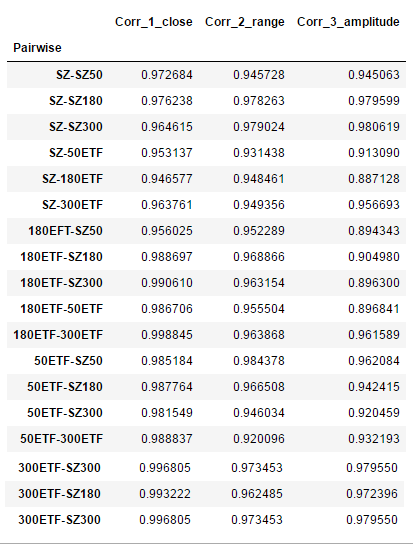 Corr_1_close Corr_2_range Corr_3_amplitude
Pairwise
SZ-SZ50 0.972684 0.945728 0.945063
SZ-SZ180 0.976238 0.978263 0.979599
SZ-SZ300 0.964615 0.979024 0.980619
SZ-50ETF 0.953137 0.931438 0.913090
SZ-180ETF 0.946577 0.948461 0.887128
SZ-300ETF 0.963761 0.949356 0.956693
180EFT-SZ50 0.956025 0.952289 0.894343
180ETF-SZ180 0.988697 0.968866 0.904980
180ETF-SZ300 0.990610 0.963154 0.896300
180ETF-50ETF 0.986706 0.955504 0.896841
180ETF-300ETF 0.998845 0.963868 0.961589
50ETF-SZ50 0.985184 0.984378 0.962084
50ETF-SZ180 0.987764 0.966508 0.942415
50ETF-SZ300 0.981549 0.946034 0.920459
50ETF-300ETF 0.988837 0.920096 0.932193
300ETF-SZ300 0.996805 0.973453 0.979550
300ETF-SZ180 0.993222 0.962485 0.972396
300ETF-SZ300 0.996805 0.973453 0.979550